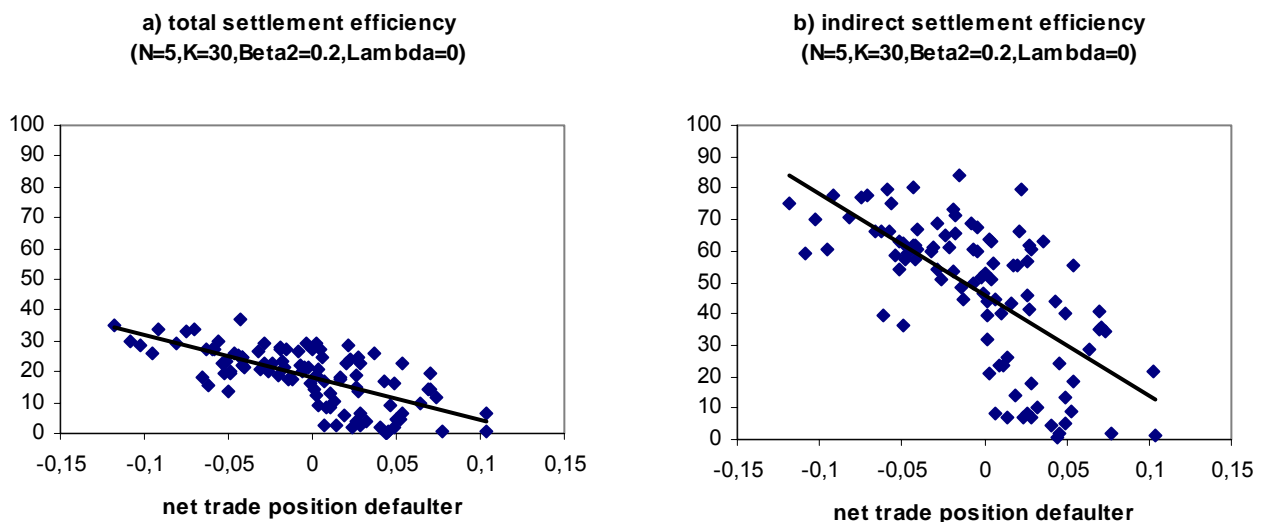 a) total settlement efficiency
(N=5,K=30,Beta2=0.2,Lambda=0)
100
90
80
70
60
50
40
30
20
10
0
-0,15 -0,1 -0,05 0 0,05 0,1 0,15
net trade position defaulter
b) indirect settlement efficiency
(N=5,K=30,Beta2=0.2,Lambda=0)
100
90
80
70
60
50
40
30
20
10
0
-0,15 -0,1 -0,05 0 0,05 0,1 0,15
net trade position defaulter